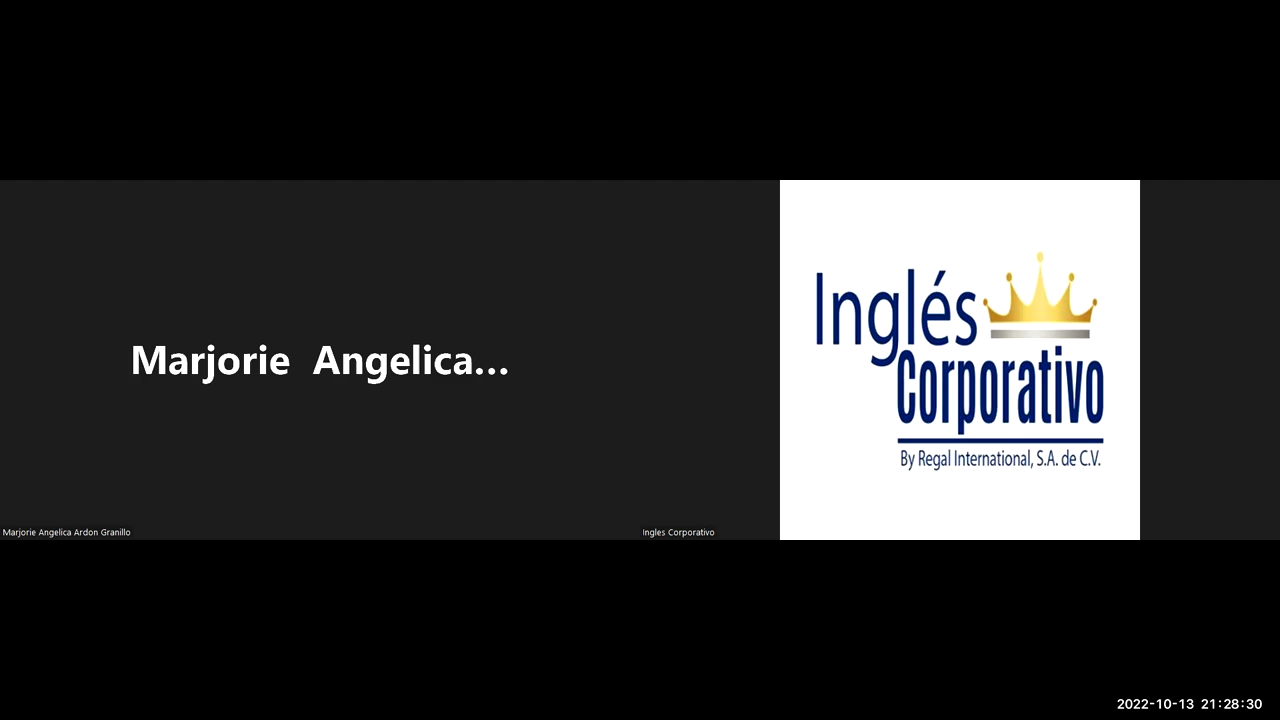 Marjorie Angelica...
Marjorie Angelica Ardon Granillo
Inglés
Corporativo
By Regal International, S.A. de C.V.
Ingles Corporativo
2022-10-13 21:28:30